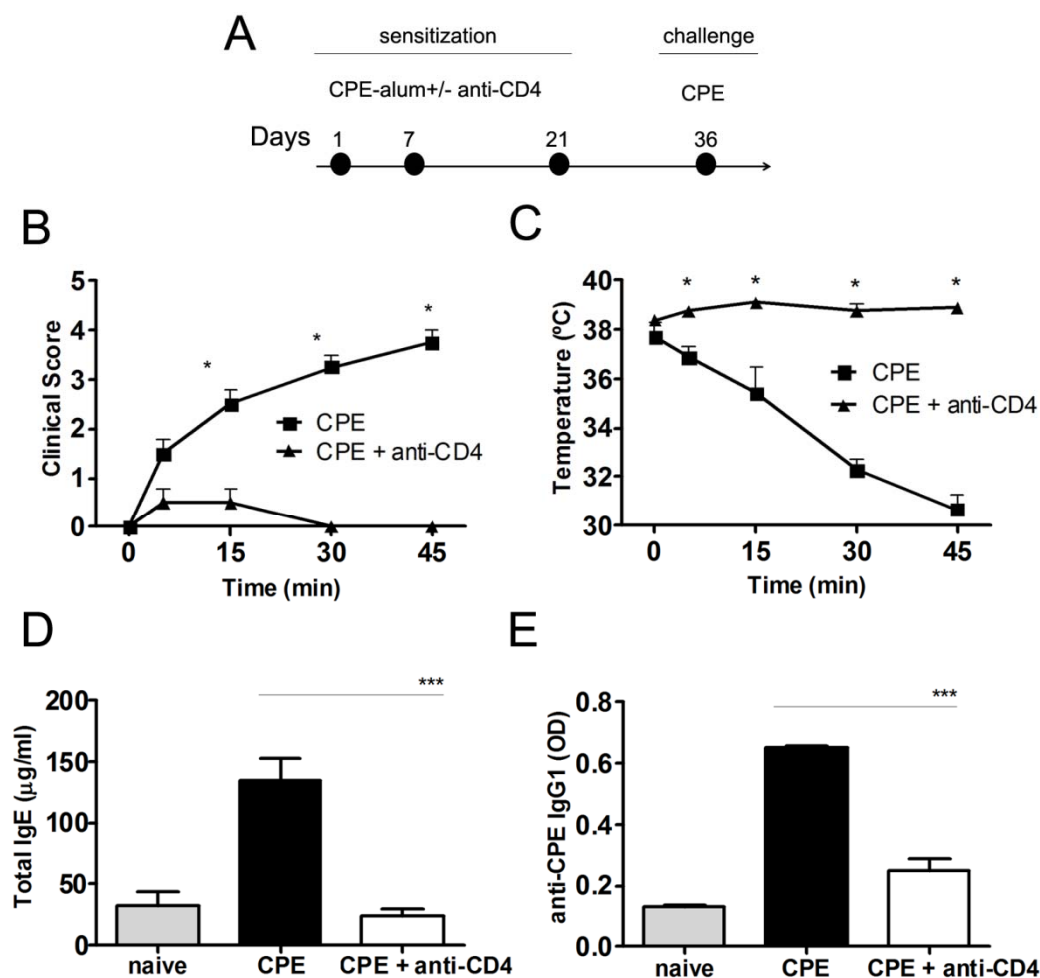 A
sensitization challenge
CPE-alum+/- anti-CD4 CPE
Days 1 7 21 36
B
Clinical Score
5
4
3
2
1
0
* * *
CPE
CPE + anti-CD4
0 15 30 45
Time (min)
C
Temperature (ºC)
40
38
36
34
32
30
* * * *
CPE
CPE + anti-CD4
0 15 30 45
Time (min)
D
Total IgE (μg/ml)
200
150
100
50
0
***
naive CPE CPE + anti-CD4
E
anti-CPE IgG1 (OD)
0.8
0.6
0.4
0.2
0.0
***
naive CPE CPE + anti-CD4